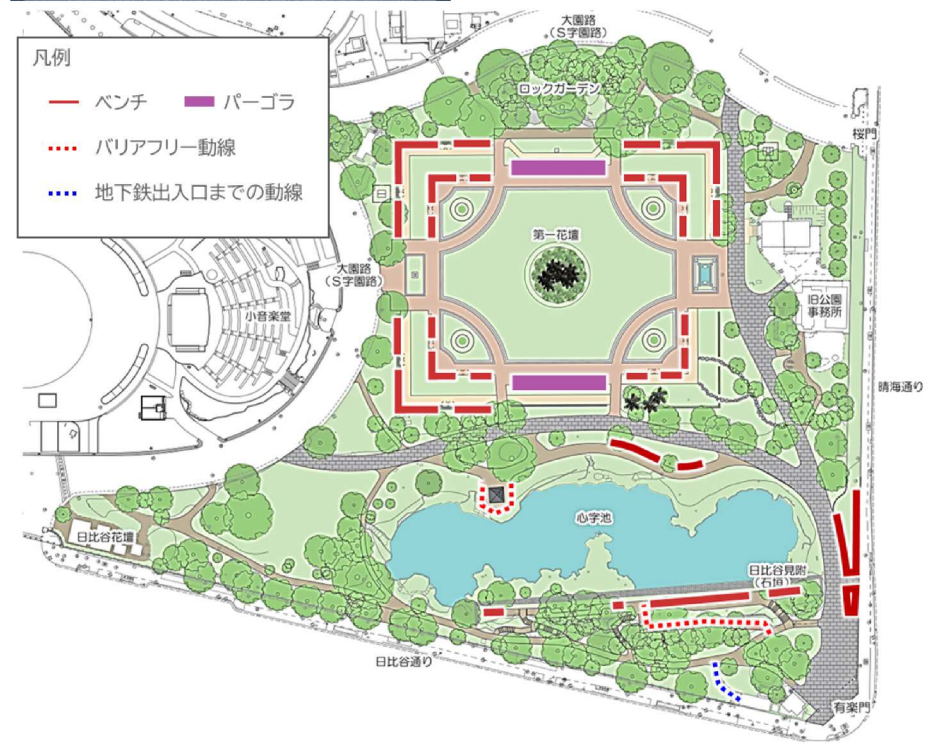 大園路
(S字園路)
凡例
ベンチ
パーゴラ
バリアフリー動線
地下鉄出入口までの動線
ロックガーデン
桜門
第一花壇
大園路
(S字園路)
小音楽堂
旧公園
事務所
晴海通り
心字池
日比谷花壇
日比谷見附
(石垣)
日比谷通り
有楽門